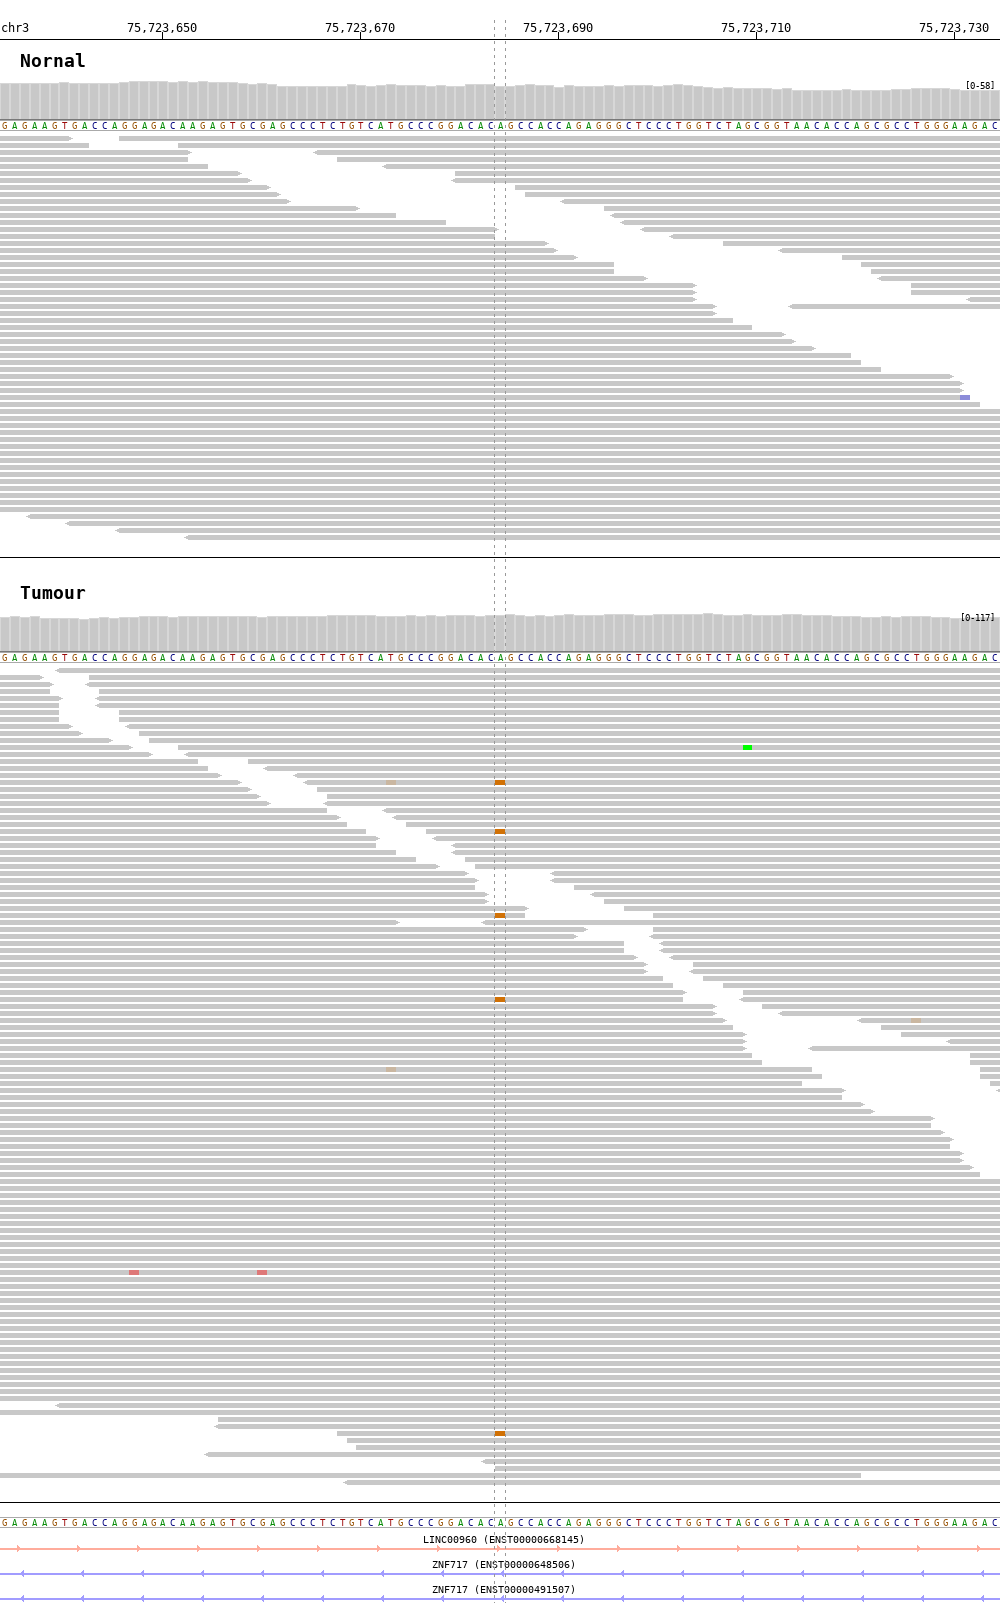 chr3 75,723,650 75,723,670 75,723,690 75,723,710 75,723,730
Nornal
[0-58]
GAGAAGTGACCAGGAGACAAGAGTGCGAGCCCTCTGTCATGCCCGGACACAGCCACCAGAGGGCTCCCTGGTCTAGCGGTAACACCAGCGCCTGGGAAGAC
Tumour
[0-117]
GAGAAGTGACCAGGAGACAAGAGTGCGAGCCCTCTGTCATGCCCGGACACAGCCACCAGAGGGCTCCCTGGTCTAGCGGTAACACCAGCGCCTGGGAAGAC
GAGAAGTGACCAGGAGACAAGAGTGCGAGCCCTCTGTCATGCCCGGACACAGCCACCAGAGGGCTCCCTGGTCTAGCGGTAACACCAGCGCCTGGGAAGAC
LINC00960 (ENST00000668145)
ZNF717 (ENST00000648506)
ZNF717 (ENST00000491507)